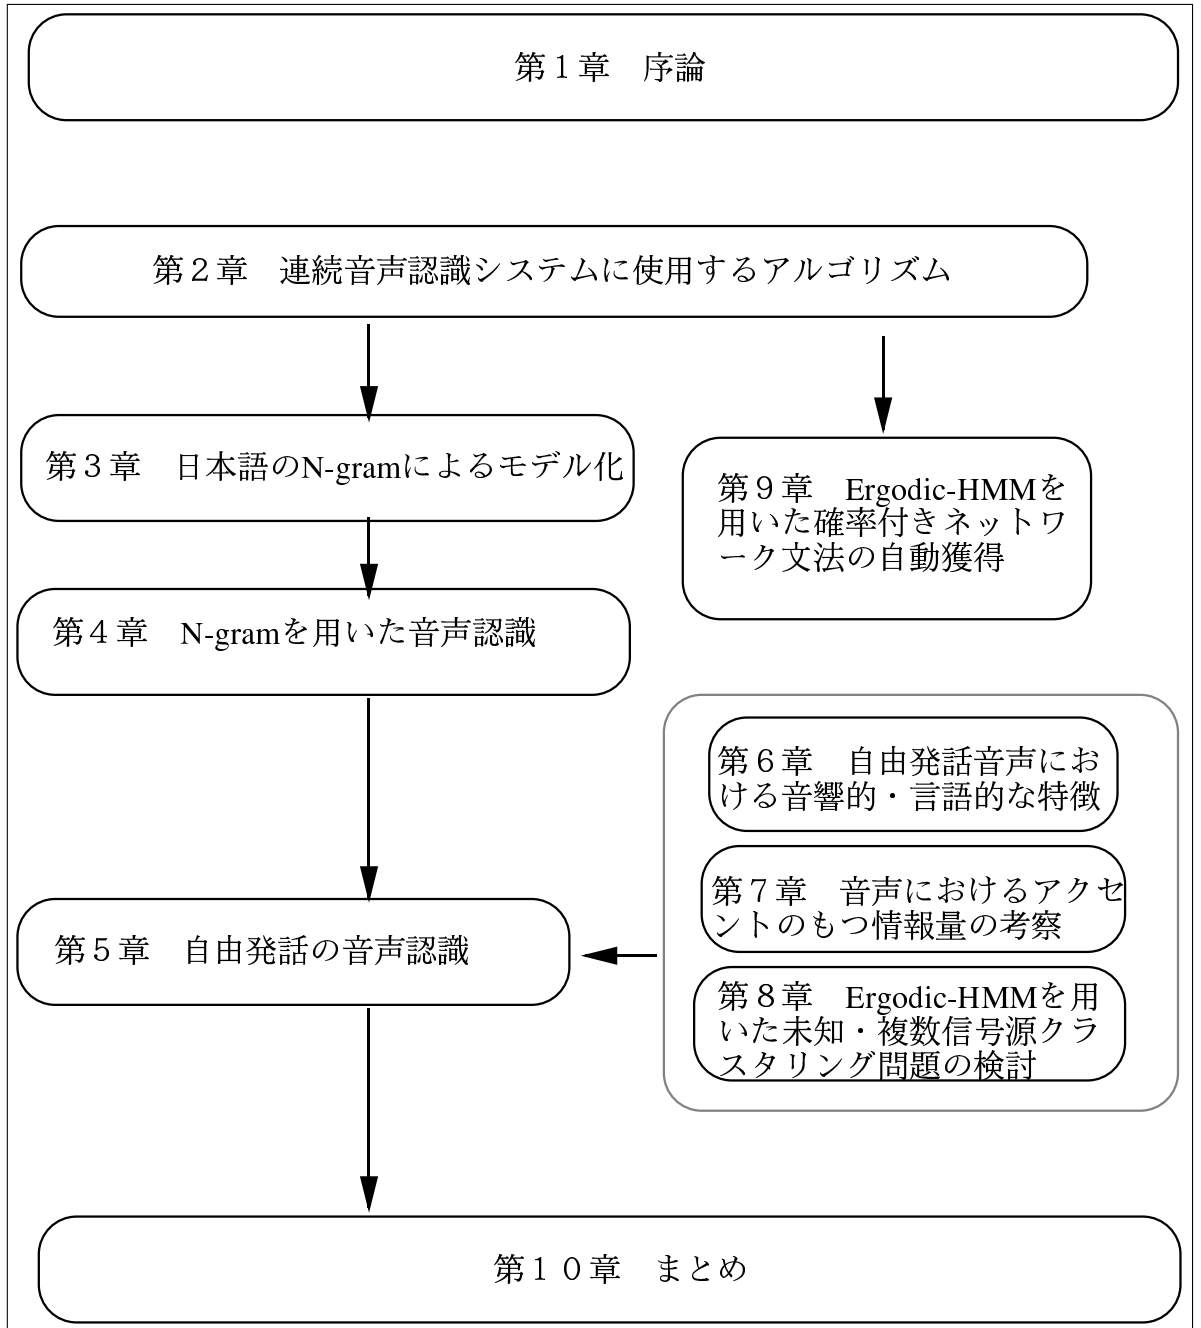 第１章　序論
第２章　連続音声認識システムに使用するアルゴリズム
第３章　日本語のN-gramによるモデル化
第９章　Ergodic-HMMを
用いた確率付きネットワ
ーク文法の自動獲得
第４章　N-gramを用いた音声認識
第６章　自由発話音声にお
ける音響的・言語的な特徴
第７章　音声におけるアクセ
ントのもつ情報量の考察
第５章　自由発話の音声認識
第８章　Ergodic-HMMを用
いた未知・複数信号源クラ
スタリング問題の検討
第１０章　まとめ